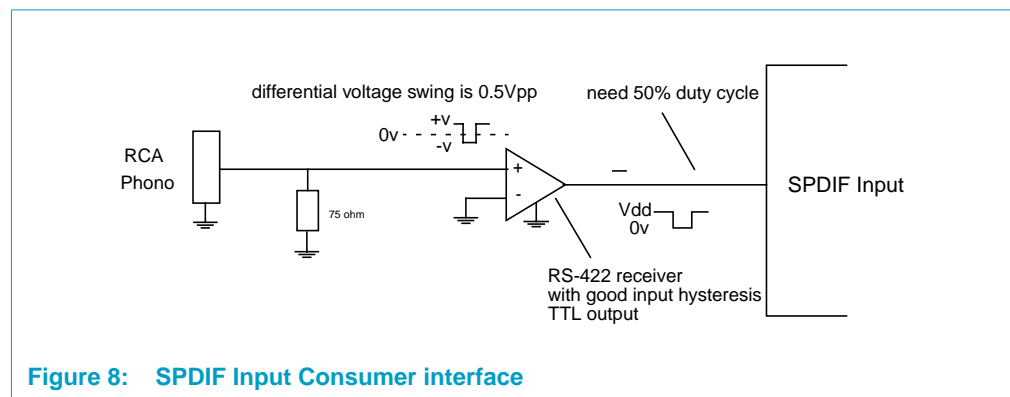 differential voltage swing is 0.5Vpp
need 50% duty cycle
+v
0v
-v
RCA
Phono
+
-
75 ohm
SPDIF Input
Vdd
0v
RS-422 receiver
with good input hysteresis
TTL output
Figure 8: SPDIF Input Consumer interface